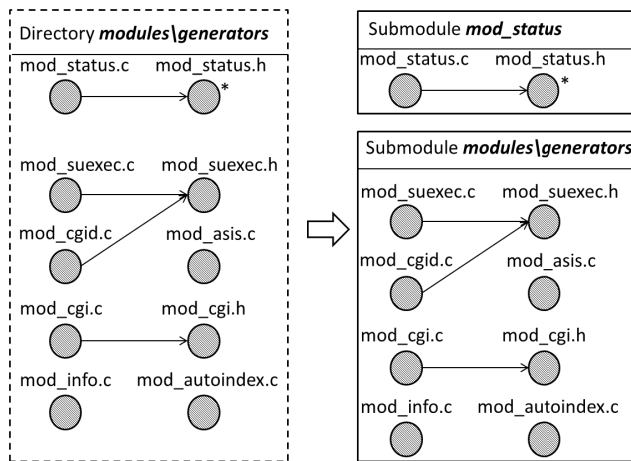 Directory modules\generators
mod_status.c mod_status.h
*
mod_suexec.c mod_suexec.h
mod_cgid.c mod_asis.c
mod_cgi.c mod_cgi.h
mod_info.c mod_autoindex.c
Submodule mod_status
mod_status.c mod_status.h
*
Submodule modules\generators
mod_suexec.c mod_suexec.h
mod_cgid.c mod_asis.c
mod_cgi.c mod_cgi.h
mod_info.c mod_autoindex.c